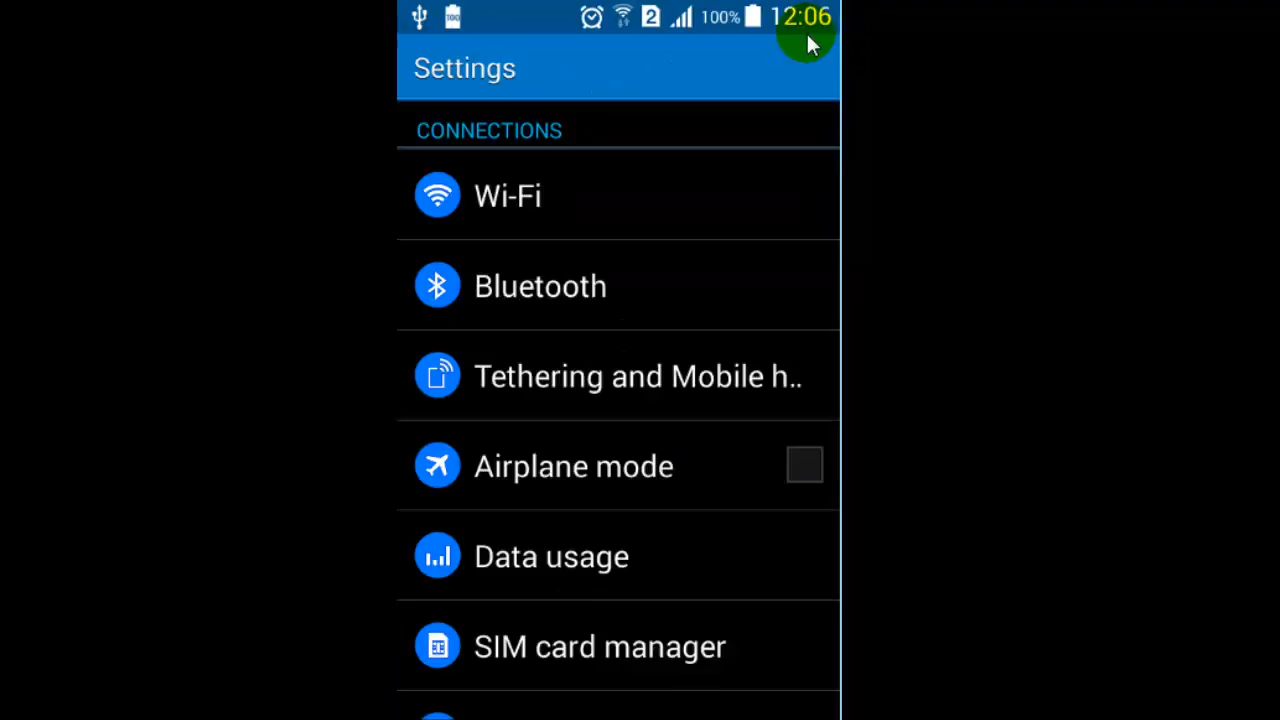 100 2 100% 12:06
Settings
CONNECTIONS
Wi-Fi
Bluetooth
Tethering and Mobile h..
Airplane mode
Data usage
SIM card manager